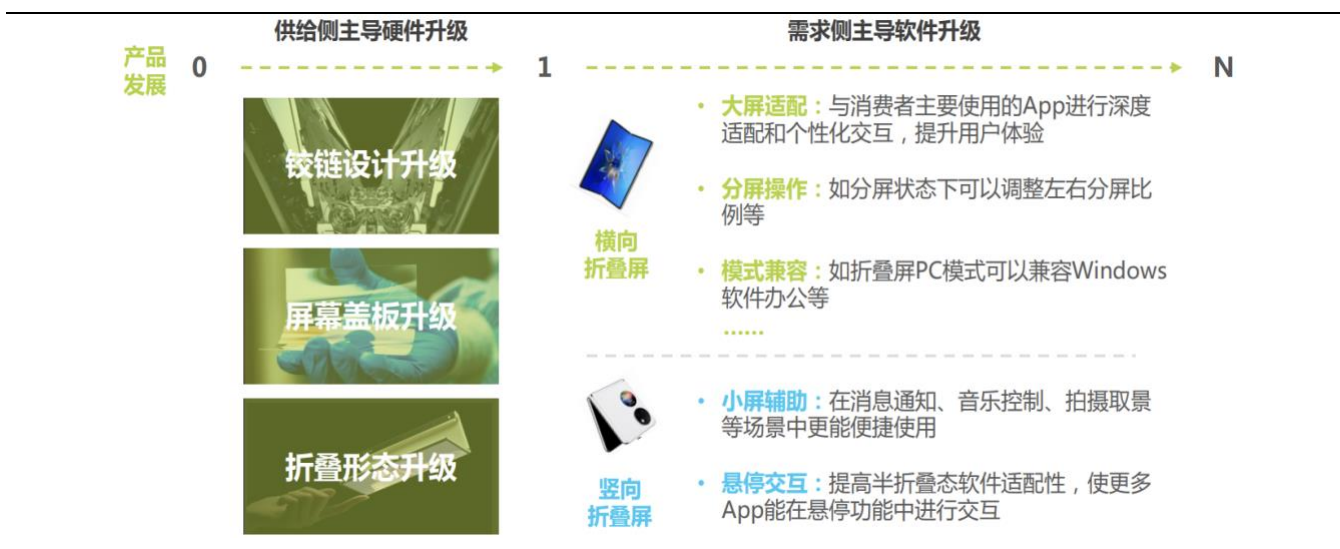 供给侧主导硬件升级
需求侧主导软件升级
产品
发展
0
1
N
铰链设计升级
屏幕盖板升级
折叠形态升级
横向
折叠屏
• 大屏适配：与消费者主要使用的App进行深度
适配和个性化交互，提升用户体验
• 分屏操作：如分屏状态下可以调整左右分屏比
例等
• 模式兼容：如折叠屏PC模式可以兼容Windows
软件办公等
……
竖向
折叠屏
• 小屏辅助：在消息通知、音乐控制、拍摄取景
等场景中更能便捷使用
• 悬停交互：提高半折叠态软件适配性，使更多
App能在悬停功能中进行交互